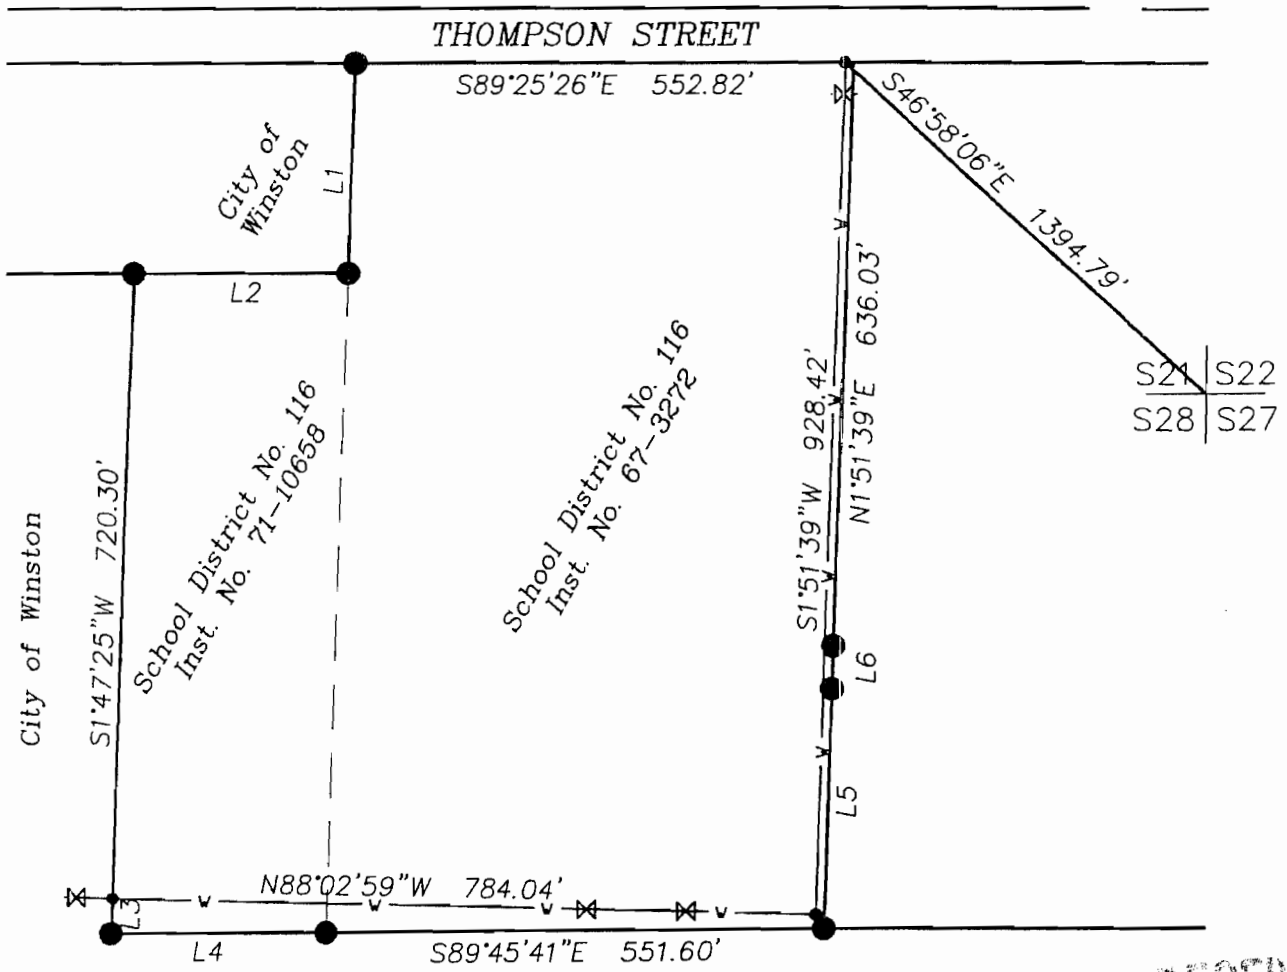 THOMPSON STREET
S89°25'26"E 552.82'
S46°58'06"E 1394.79'
City of
Winston
L1
L2
S21 S22
S28 S27
School District No. 116
Inst. No. 71-10658
School District No. 116
Inst. No. 67-3272
S1°51'39"W 928.42'
N1°51'39"E 636.03'
City of Winston
S1°47'25"W 720.30'
L6
L5
W
W
W
W
W
N88°02'59"W 784.04'
W
W
W
W
L3
L4
S89°45'41"E 551.60'